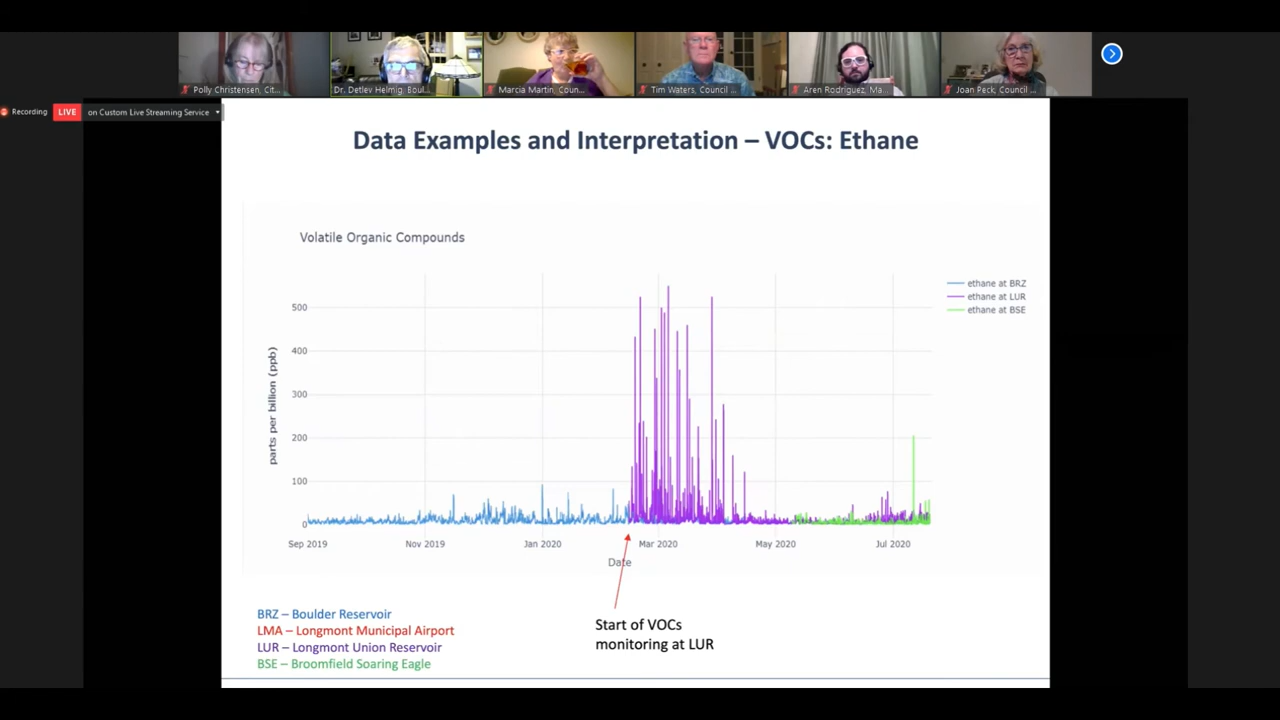 Polly Christensen, Cit...
Dr. Detlev Helmig, Boul...
Marcia Martin, Coun...
Tim Waters, Council ...
Aren Rodriguez, Ma...
Joan Peck, Council ...
Recording
LIVE
on Custom Live Streaming Service
Data Examples and Interpretation – VOCs: Ethane
Volatile Organic Compounds
ethane at BRZ
ethane at LUR
ethane at BSE
parts per billion (ppb)
500
400
300
200
100
0
Sep 2019
Nov 2019
Jan 2020
Mar 2020
May 2020
Jul 2020
Date
BRZ – Boulder Reservoir
LMA – Longmont Municipal Airport
LUR – Longmont Union Reservoir
BSE – Broomfield Soaring Eagle
Start of VOCs
monitoring at LUR